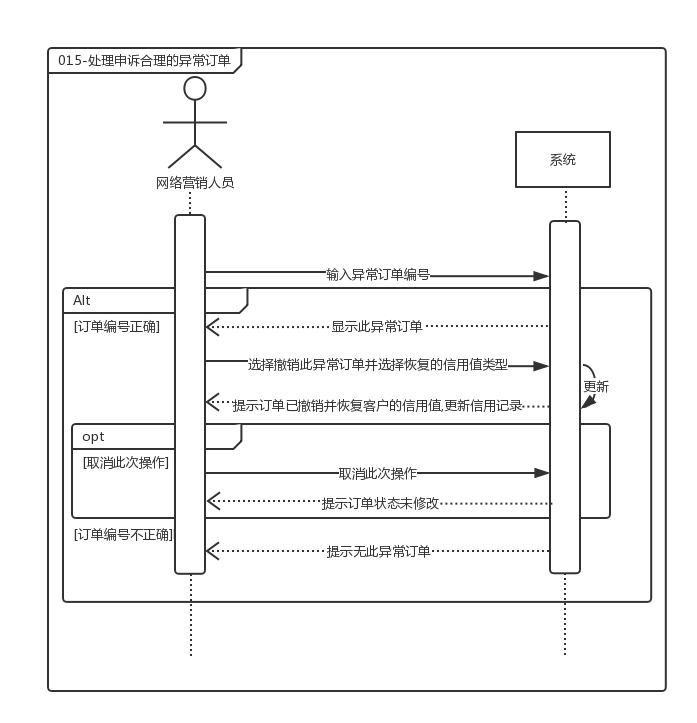 015-处理申诉合理的异常订单
网络营销人员
系统
输入异常订单编号
Alt
[订单编号正确]
显示此异常订单
选择撤销此异常订单并选择恢复的信用值类型
更新
提示订单已撤销并恢复客户的信用值,更新信用记录
opt
[取消此次操作]
取消此次操作
提示订单状态未修改
[订单编号不正确]
提示无此异常订单